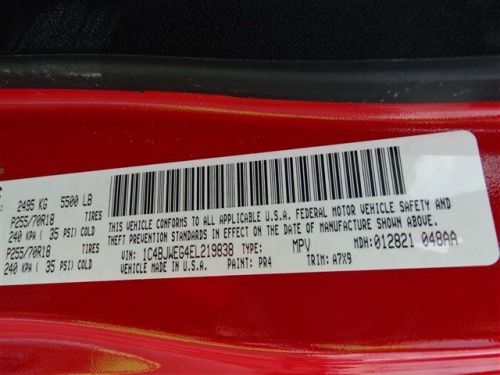 2495 KG 5500 LB
P255/70R18 TIRES
240 KPA ( 35 PSI) COLD
P255/70R18 TIRES
240 KPA ( 35 PSI) COLD
THIS VEHICLE CONFORMS TO ALL APPLICABLE U.S.A. FEDERAL MOTOR VEHICLE SAFETY AND
THEFT PREVENTION STANDARDS IN EFFECT ON THE DATE OF MANUFACTURE SHOWN ABOVE.
VIN: 1C4BJWEG4EL219838 TYPE: MPV MDH: 012821 048AA
VEHICLE MADE IN U.S.A. PAINT: PR4 TRIM: A7X9